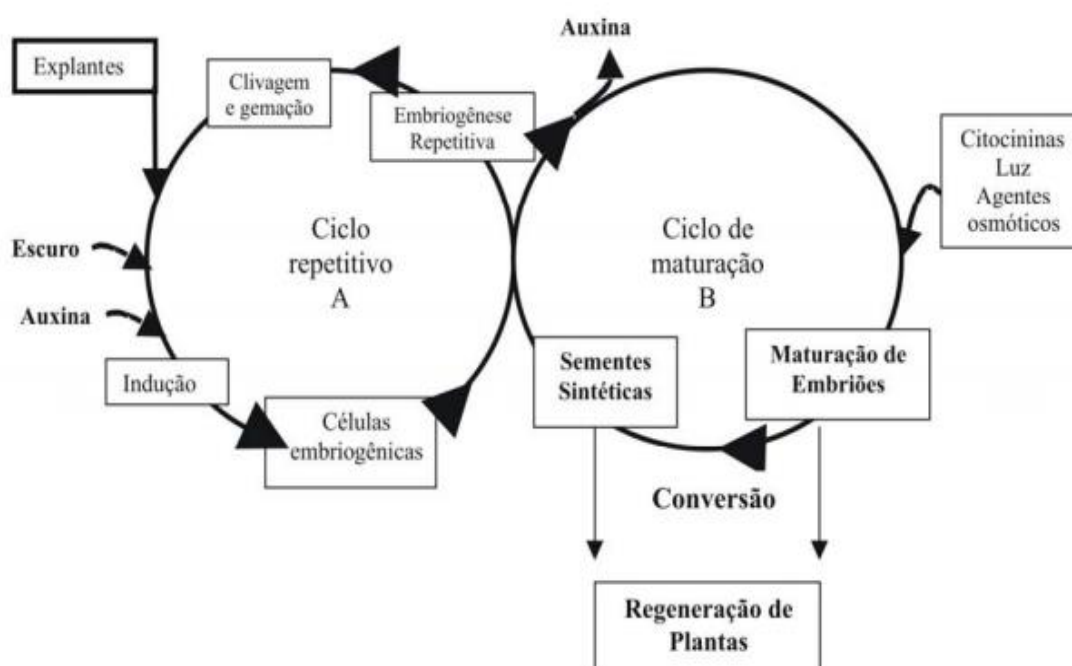 Auxina
Explantes
Clivagem
e gemação
Embriogênese
Repetitiva
Citocininas
Luz
Agentes
osmóticos
Escuro
Ciclo
repetitivo
A
Ciclo de
maturação
B
Auxina
Indução
Células
embriogênicas
Sementes
Sintéticas
Maturação de
Embriões
Conversão
Regeneração de
Plantas